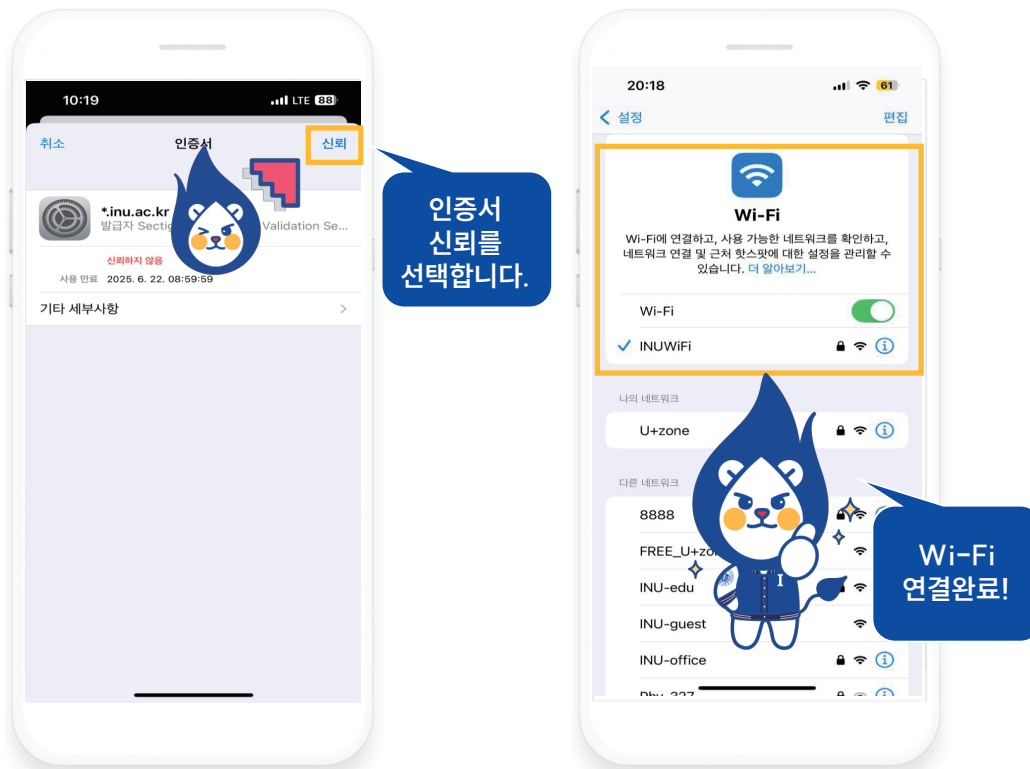 10:19
LTE 88
취소
인증서
신뢰
*.inu.ac.kr
발급자 Sectig
Validation Se...
신뢰하지 않음
사용 만료 2025. 6. 22. 08:59:59
기타 세부사항
인증서
신뢰를
선택합니다.
20:18
61
설정
편집
Wi-Fi
Wi-Fi에 연결하고, 사용 가능한 네트워크를 확인하고,
네트워크 연결 및 근처 핫스팟에 대한 설정을 관리할 수
있습니다. 더 알아보기...
Wi-Fi
INUWiFi
나의 네트워크
U+zone
다른 네트워크
8888
FREE_U+zo
INU-edu
INU-guest
INU-office
I
Wi-Fi
연결완료!